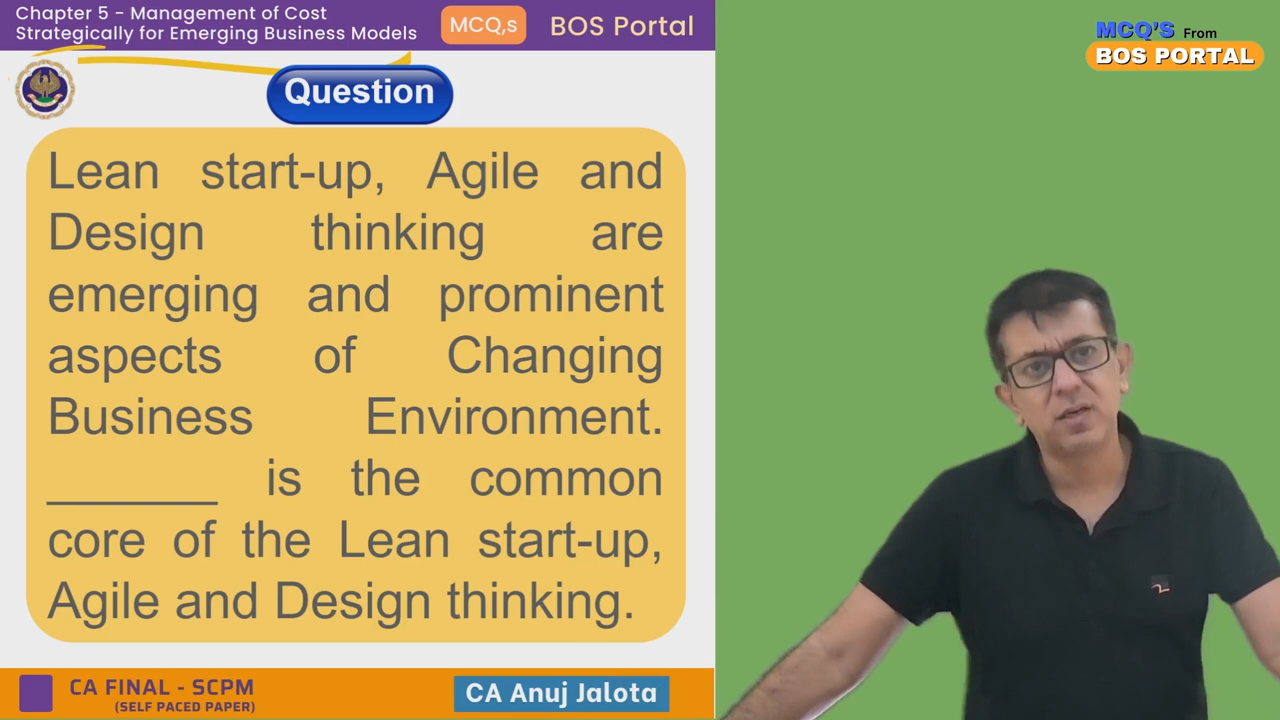 Chapter 5 - Management of Cost
Strategically for Emerging Business Models
MCQ,s
BOS Portal
MCQ'S From
BOS PORTAL
Question
Lean start-up, Agile and
Design thinking are
emerging and prominent
aspects of Changing
Business Environment.
_______ is the common
core of the Lean start-up,
Agile and Design thinking.
CA FINAL - SCPM
(SELF PACED PAPER)
CA Anuj Jalota